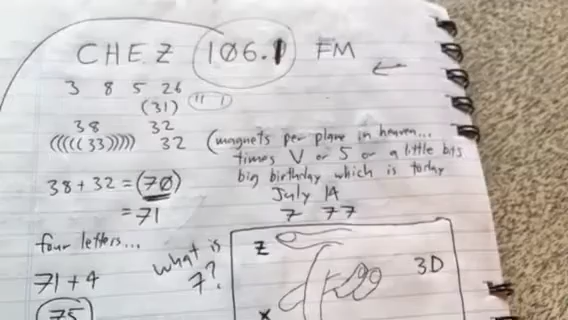 CHEZ 106.1 FM
3 8 5 26
(31) (11 1)
38 32
(((((33))))) 32
(magnets per plane in heaven...
times V or 5 or a little bits
big birthday which is today
July 14
7 77
38 + 32 = (70)
= 71
four letters...
71 + 4
75
what is
7?
Z
3D
X